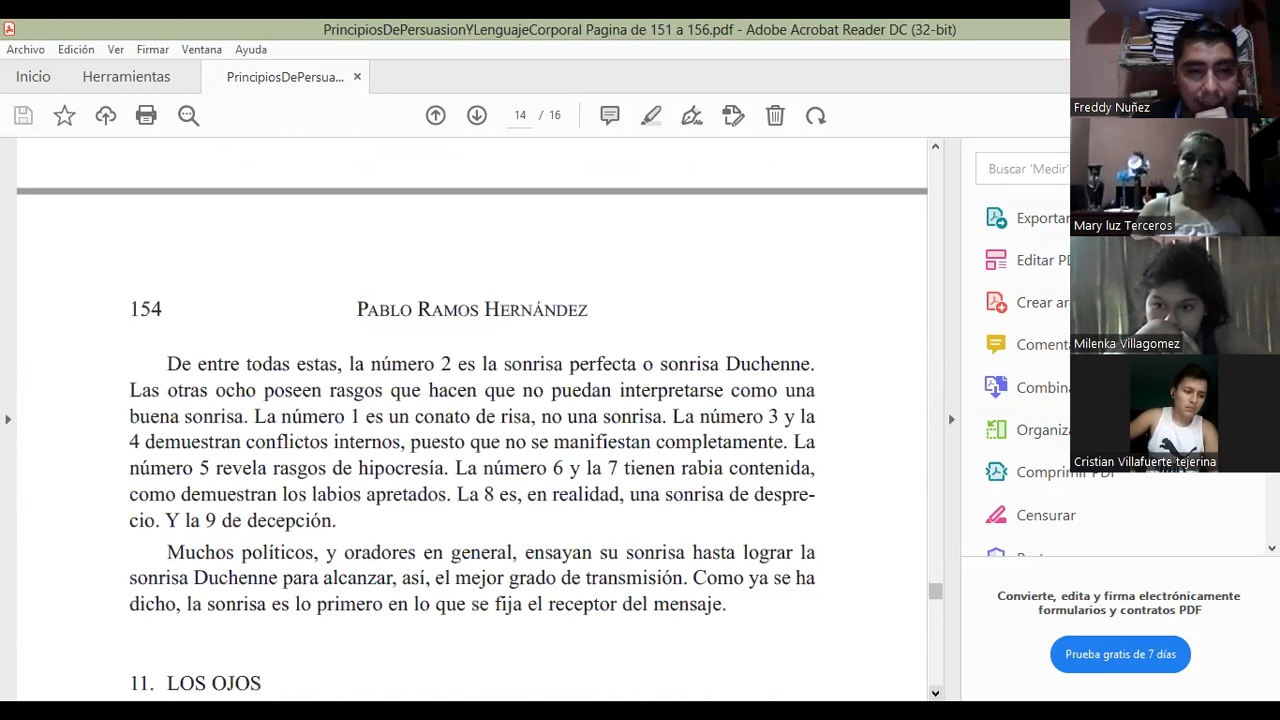 PrincipiosDePersuasionYLenguajeCorporal Pagina de 151 a 156.pdf - Adobe Acrobat Reader DC (32-bit)
Archivo Edición Ver Firmar Ventana Ayuda
Inicio Herramientas PrincipiosDePersua... ×
14 / 16
Freddy Nuñez
Mary luz Terceros
Milenka Villagomez
Cristian Villafuerte tejerina
154 PABLO RAMOS HERNÁNDEZ
De entre todas estas, la número 2 es la sonrisa perfecta o sonrisa Duchenne.
Las otras ocho poseen rasgos que hacen que no puedan interpretarse como una
buena sonrisa. La número 1 es un conato de risa, no una sonrisa. La número 3 y la
4 demuestran conflictos internos, puesto que no se manifiestan completamente. La
número 5 revela rasgos de hipocresía. La número 6 y la 7 tienen rabia contenida,
como demuestran los labios apretados. La 8 es, en realidad, una sonrisa de despre-
cio. Y la 9 de decepción.
Muchos políticos, y oradores en general, ensayan su sonrisa hasta lograr la
sonrisa Duchenne para alcanzar, así, el mejor grado de transmisión. Como ya se ha
dicho, la sonrisa es lo primero en lo que se fija el receptor del mensaje.
11. LOS OJOS
Buscar 'Medir'
Exportar
Editar PD
Crear ar
Coment
Combina
Organiza
Comprimir PDF
Censurar
Convierte, edita y firma electrónicamente
formularios y contratos PDF
Prueba gratis de 7 días